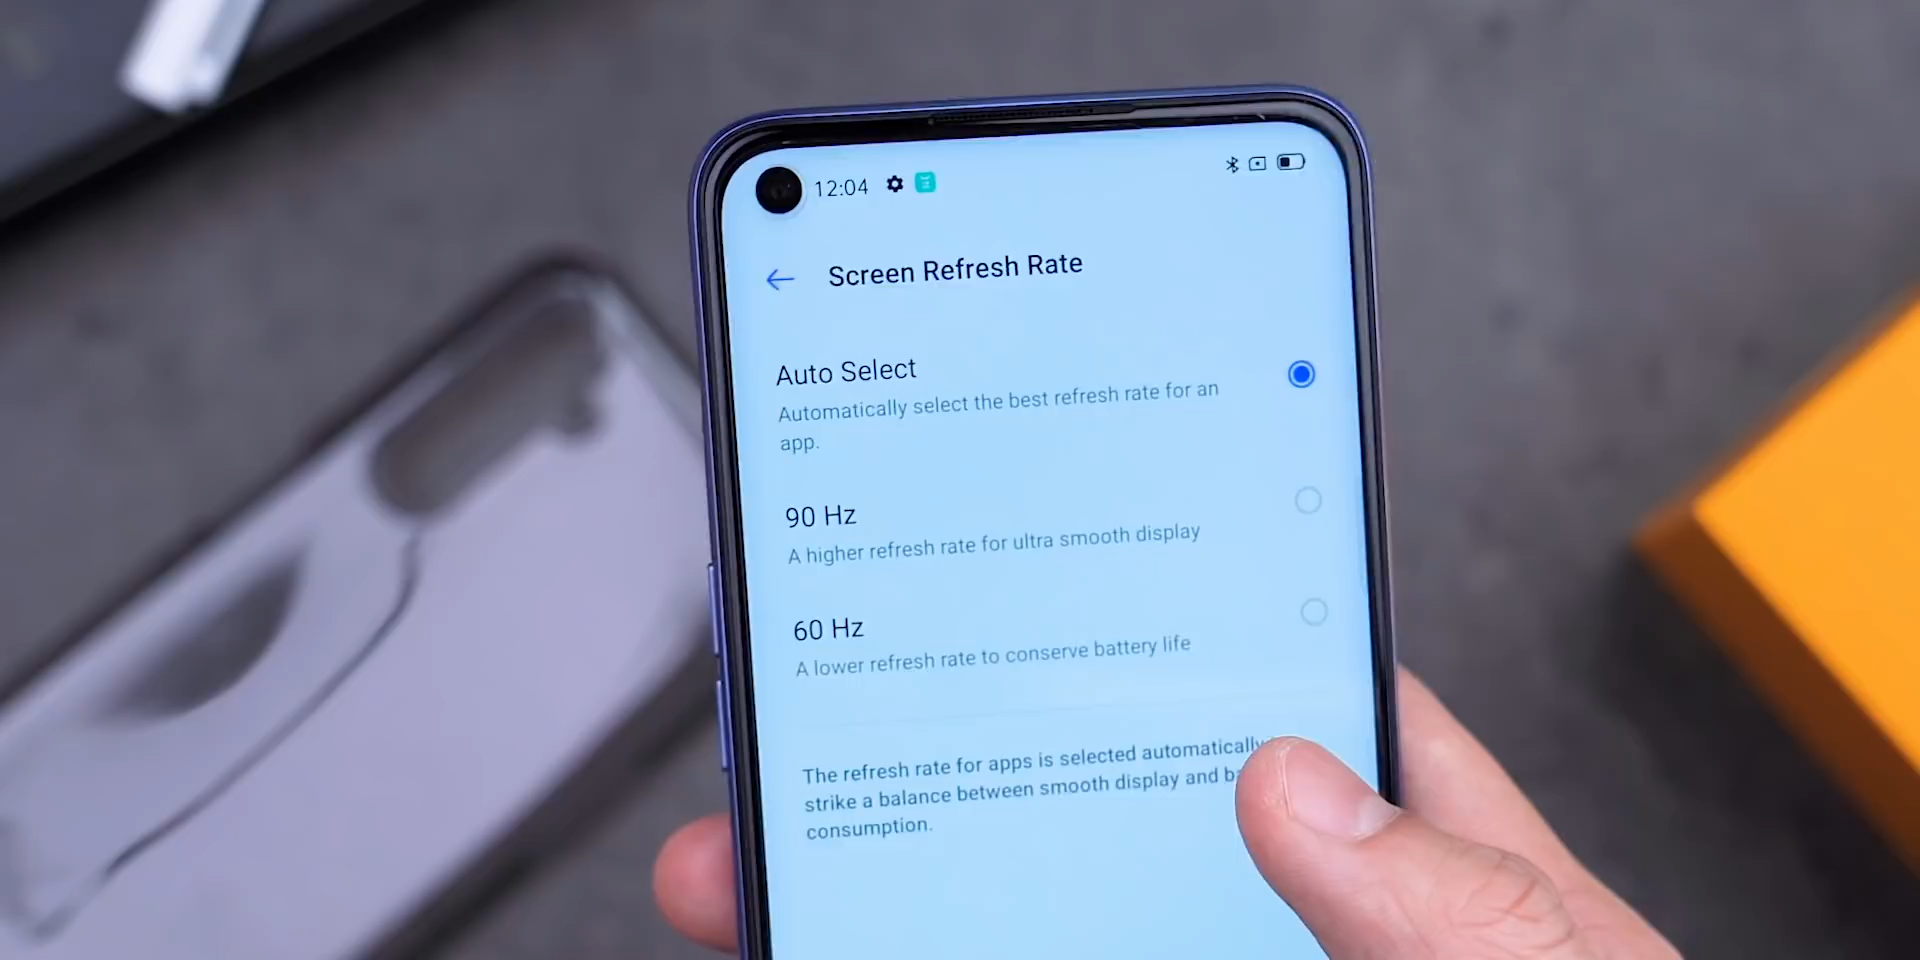 12:04
Screen Refresh Rate
Auto Select
Automatically select the best refresh rate for an
app.
90 Hz
A higher refresh rate for ultra smooth display
60 Hz
A lower refresh rate to conserve battery life
The refresh rate for apps is selected automatically
strike a balance between smooth display and
consumption.